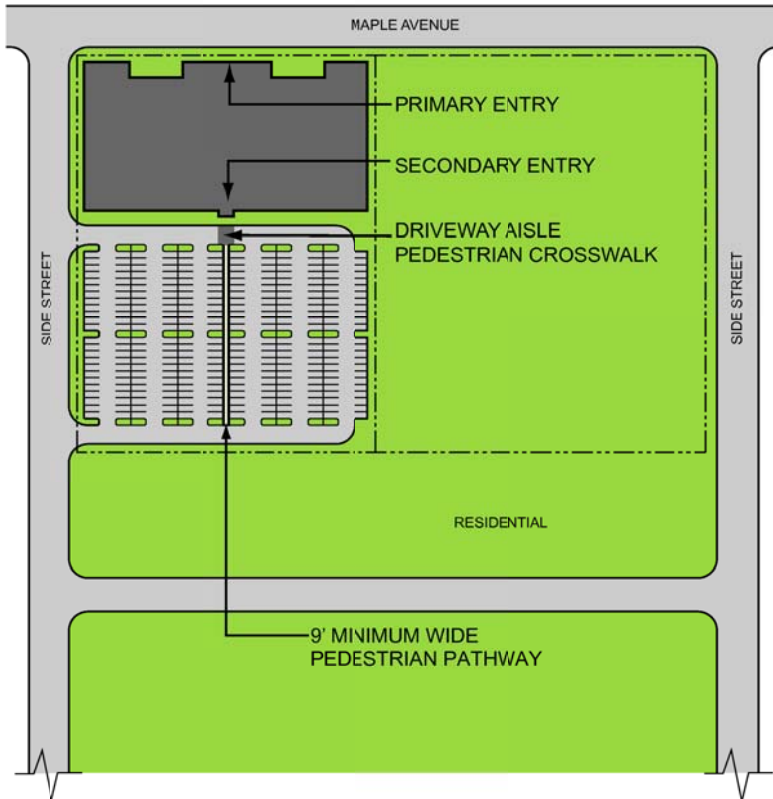 MAPLE AVENUE
PRIMARY ENTRY
SECONDARY ENTRY
DRIVEWAY AISLE
PEDESTRIAN CROSSWALK
SIDE STREET
SIDE STREET
RESIDENTIAL
9' MINIMUM WIDE
PEDESTRIAN PATHWAY